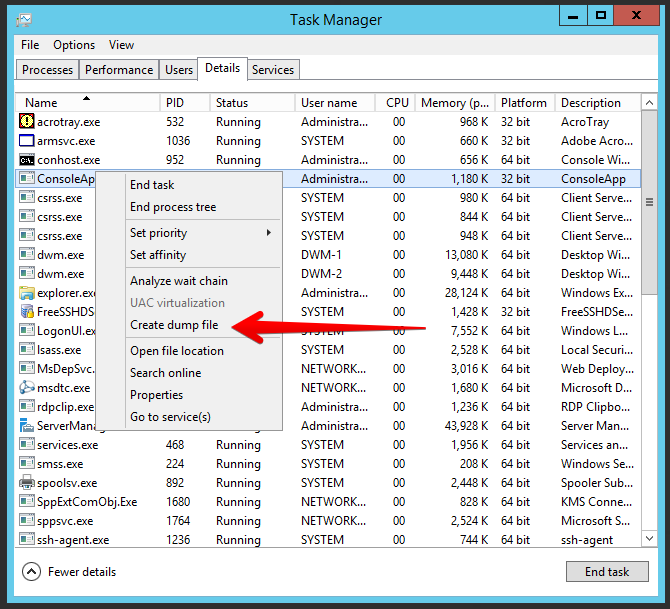 Task Manager
File Options View
Processes Performance Users Details Services
Name PID Status User name CPU Memory (p... Platform Description
acrotray.exe 532 Running Administra... 00 968 K 32 bit AcroTray
armsvc.exe 1036 Running SYSTEM 00 660 K 32 bit Adobe Acro...
conhost.exe 952 Running Administra... 00 656 K 64 bit Console Wi...
ConsoleAp Administra... 00 1,180 K 32 bit ConsoleApp
csrss.exe SYSTEM 00 980 K 64 bit Client Serve...
csrss.exe SYSTEM 00 844 K 64 bit Client Serve...
csrss.exe SYSTEM 00 948 K 64 bit Client Serve...
dwm.exe DWM-1 00 13,080 K 64 bit Desktop Wi...
dwm.exe DWM-2 00 9,448 K 64 bit Desktop Wi...
explorer.exe Administra... 00 28,124 K 64 bit Windows Ex...
FreeSSHDS SYSTEM 00 1,428 K 32 bit FreeSSHDSe...
LogonUI.ex SYSTEM 7,552 K 64 bit Windows L...
lsass.exe SYSTEM 00 2,528 K 64 bit Local Securi...
MsDepSvc. NETWORK... 00 3,016 K 64 bit Web Deploy...
msdtc.exe NETWORK... 00 1,680 K 64 bit Microsoft D...
rdpclip.exe Administra... 00 1,236 K 64 bit RDP Clipbo...
ServerManag Administra... 00 43,928 K 64 bit Server Man...
services.exe 468 Running SYSTEM 00 1,956 K 64 bit Services an...
smss.exe 224 Running SYSTEM 00 208 K 64 bit Windows Se...
spoolsv.exe 892 Running SYSTEM 00 2,448 K 64 bit Spooler Sub...
SppExtComObj.Exe 1680 Running NETWORK... 00 828 K 64 bit KMS Conne...
sppsvc.exe 1764 Running NETWORK... 00 2,524 K 64 bit Microsoft S...
ssh-agent.exe 1236 Running SYSTEM 00 744 K 64 bit ssh-agent
End task
End process tree
Set priority
Set affinity
Analyze wait chain
UAC virtualization
Create dump file
Open file location
Search online
Properties
Go to service(s)
Fewer details
End task